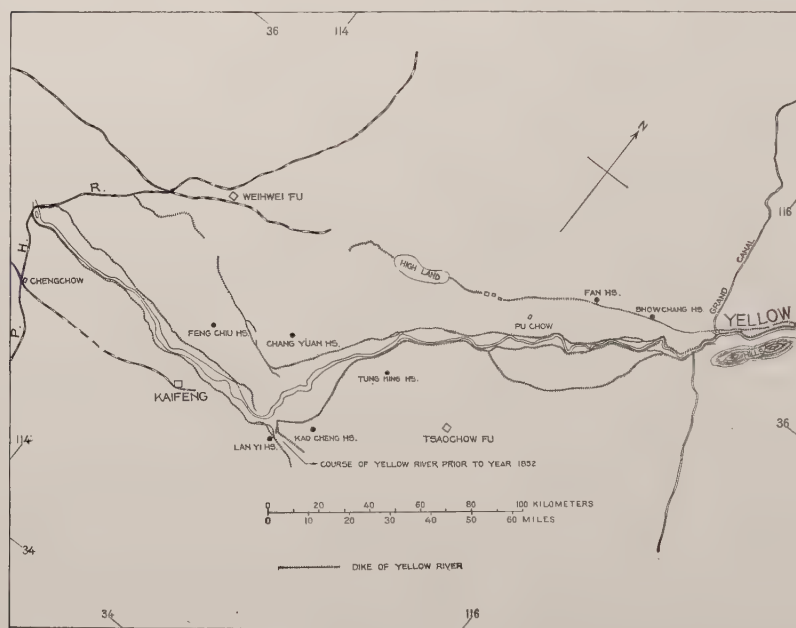 36
114
N
R.
WEIHWEI FU
116
H.
HIGH LAND
GRAND CANAL
CHENGCHOW
FAN HS.
SHOWCHANG HS.
P.
FENG CHIU HS.
CHANG YUAN HS.
PU CHOW
YELLOW
TUNG MING HS.
KAIFENG
36
114
LAN YI HS.
KAO CHENG HS.
TSAOCHOW FU
COURSE OF YELLOW RIVER PRIOR TO YEAR 1852
0 20 40 60 80 100 KILOMETERS
0 10 20 30 40 50 60 MILES
34
DIKE OF YELLOW RIVER
34
116